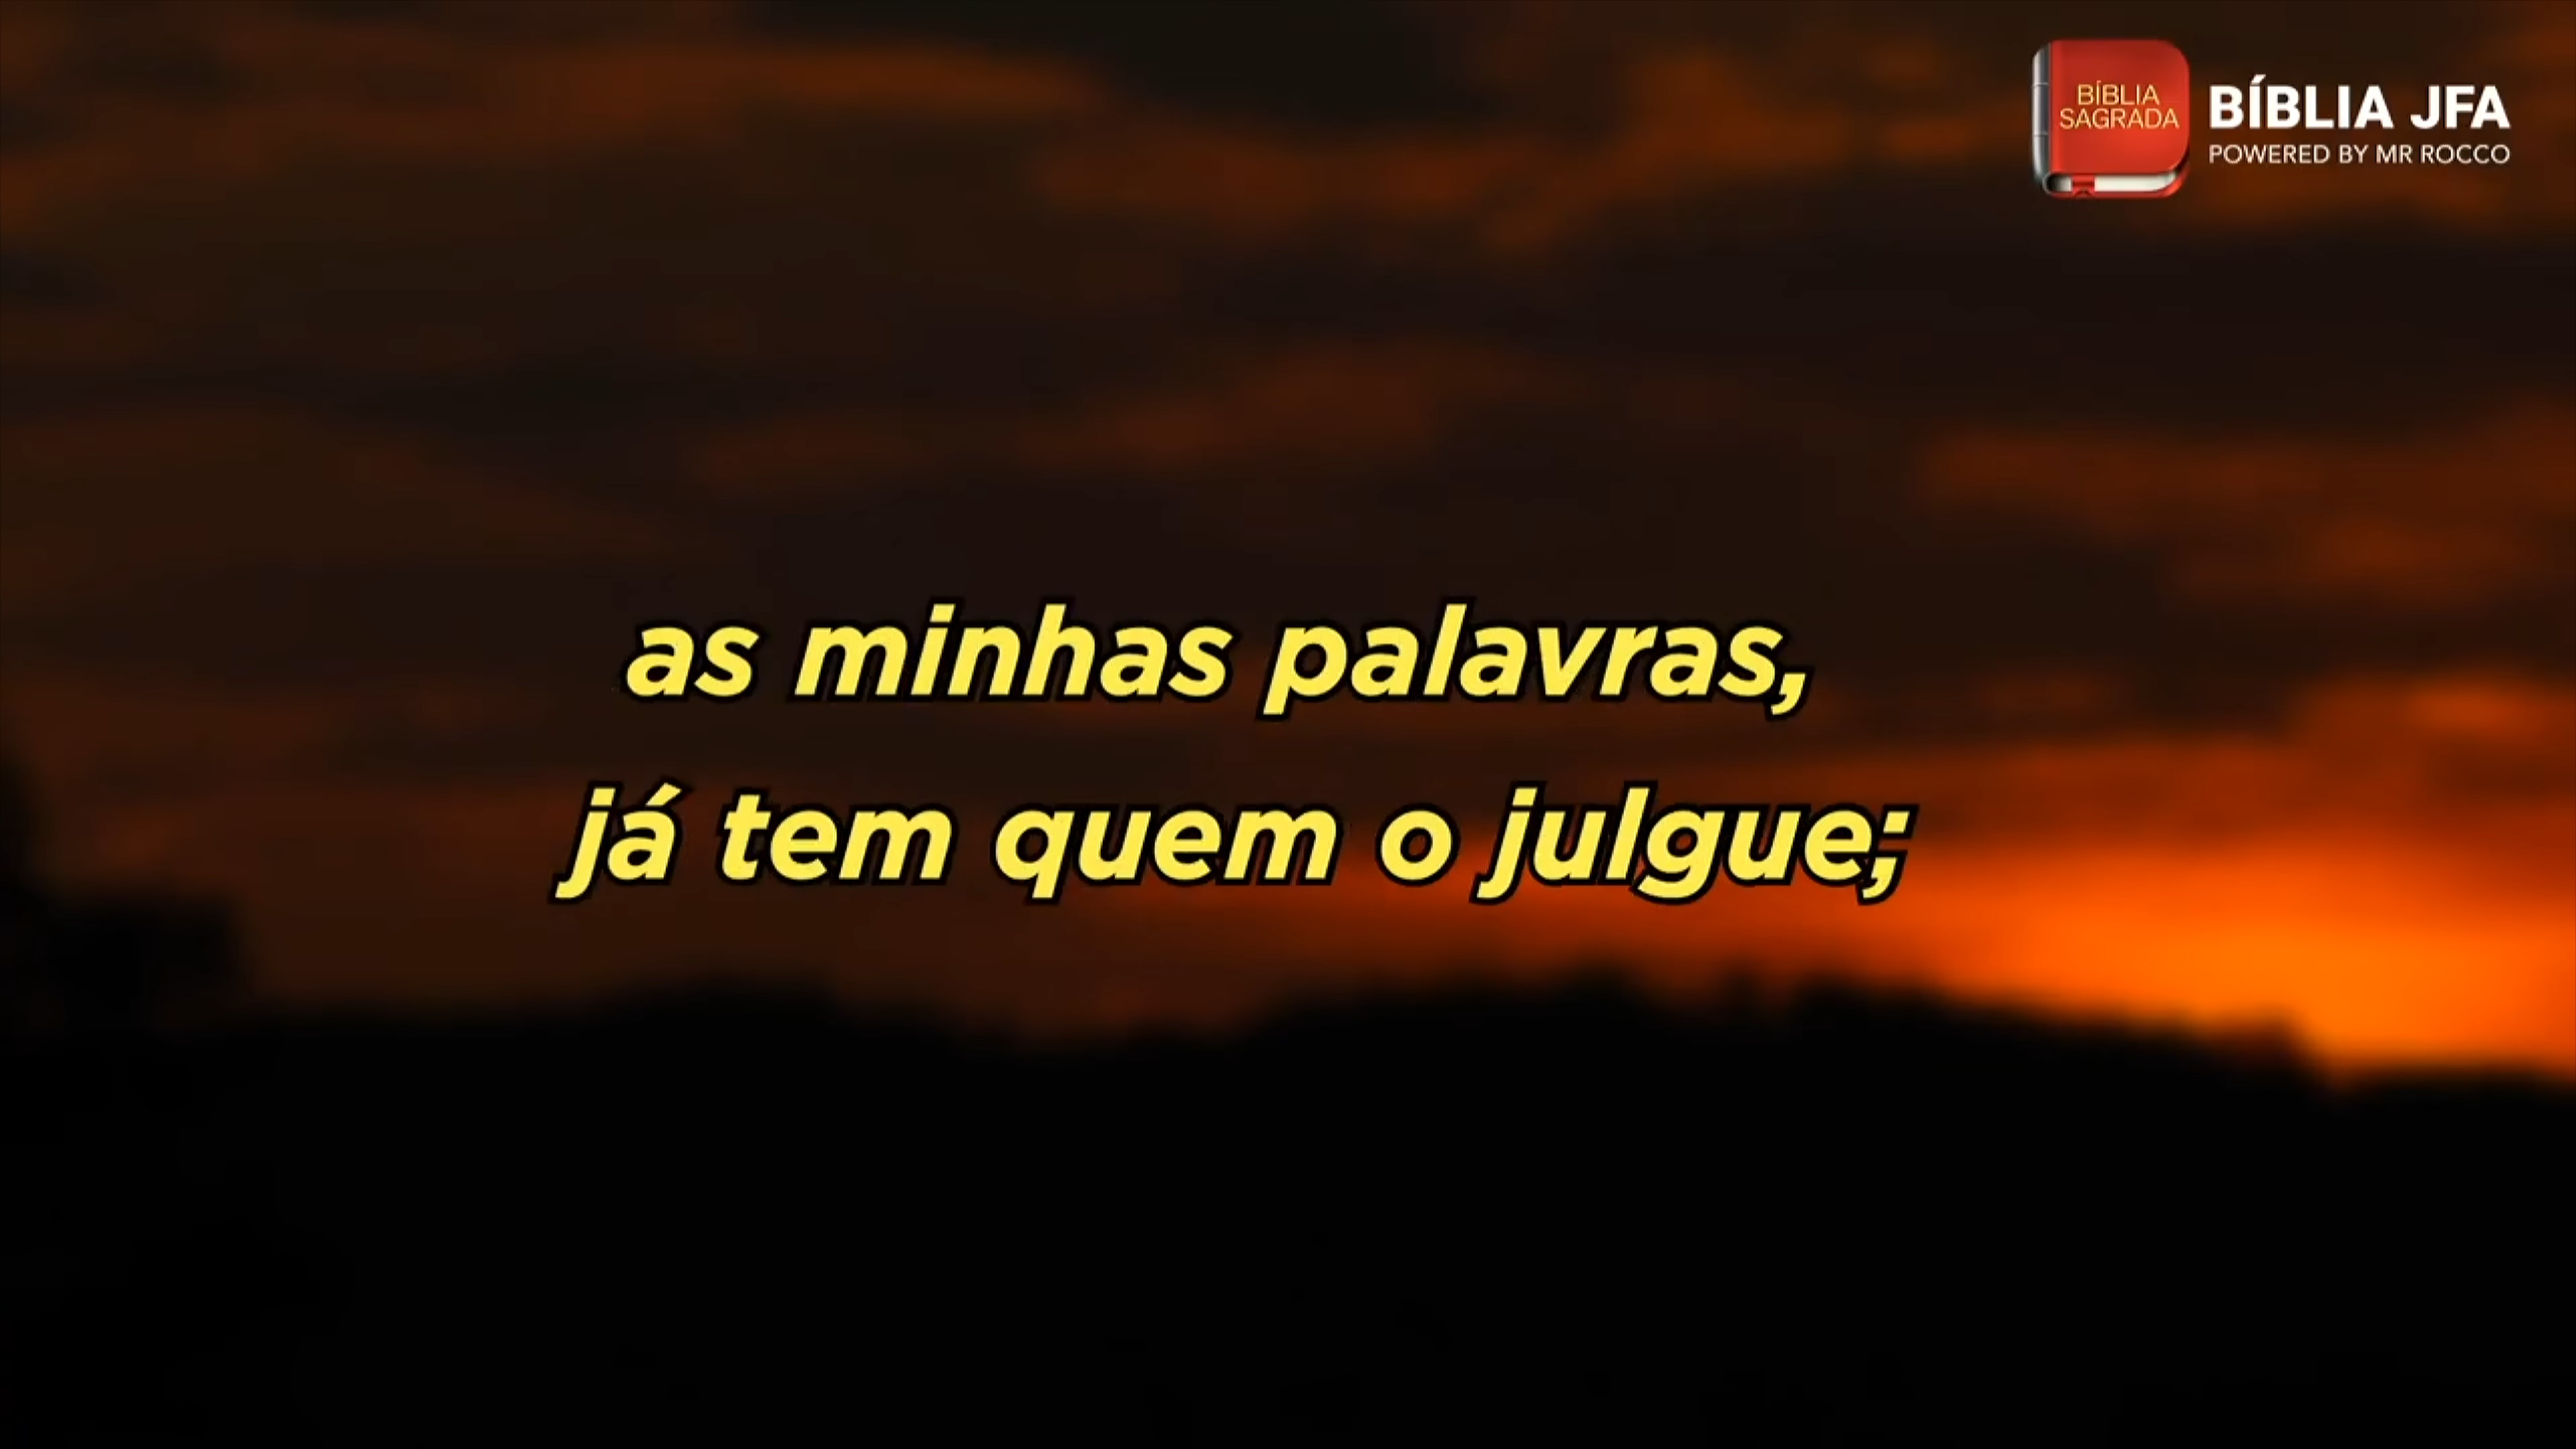 BÍBLIA
SAGRADA
BÍBLIA JFA
POWERED BY MR ROCCO
as minhas palavras,
já tem quem o julgue;